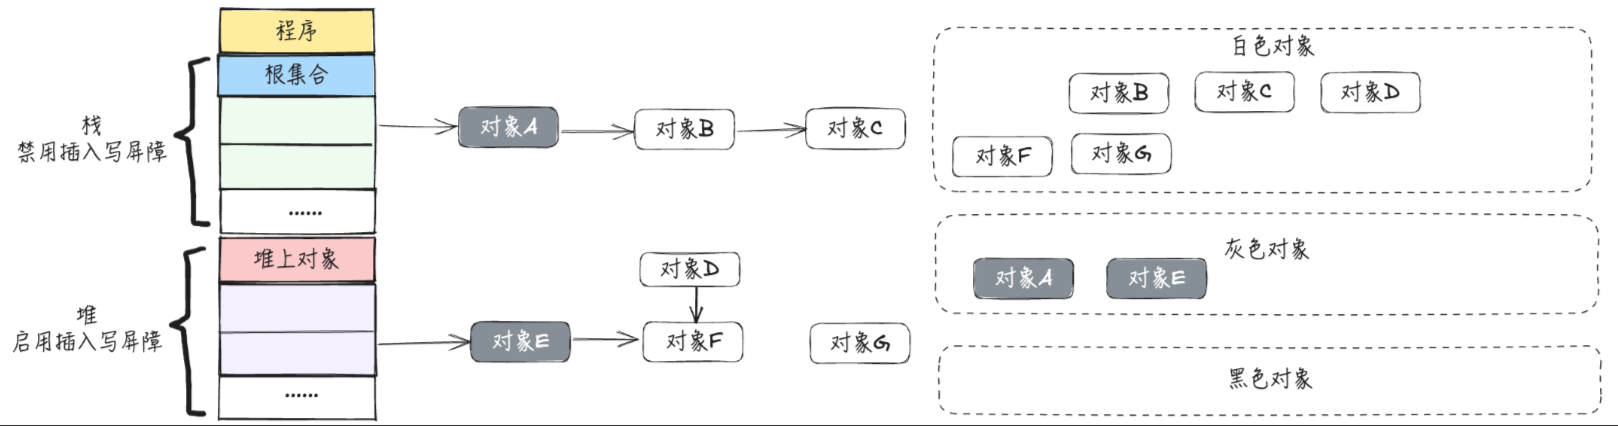 程序
根集合
栈
禁用插入写屏障
......
堆上对象
堆
启用插入写屏障
......
对象A
对象B
对象C
对象D
对象E
对象F
对象G
白色对象
对象B
对象C
对象D
对象F
对象G
灰色对象
对象A
对象E
黑色对象